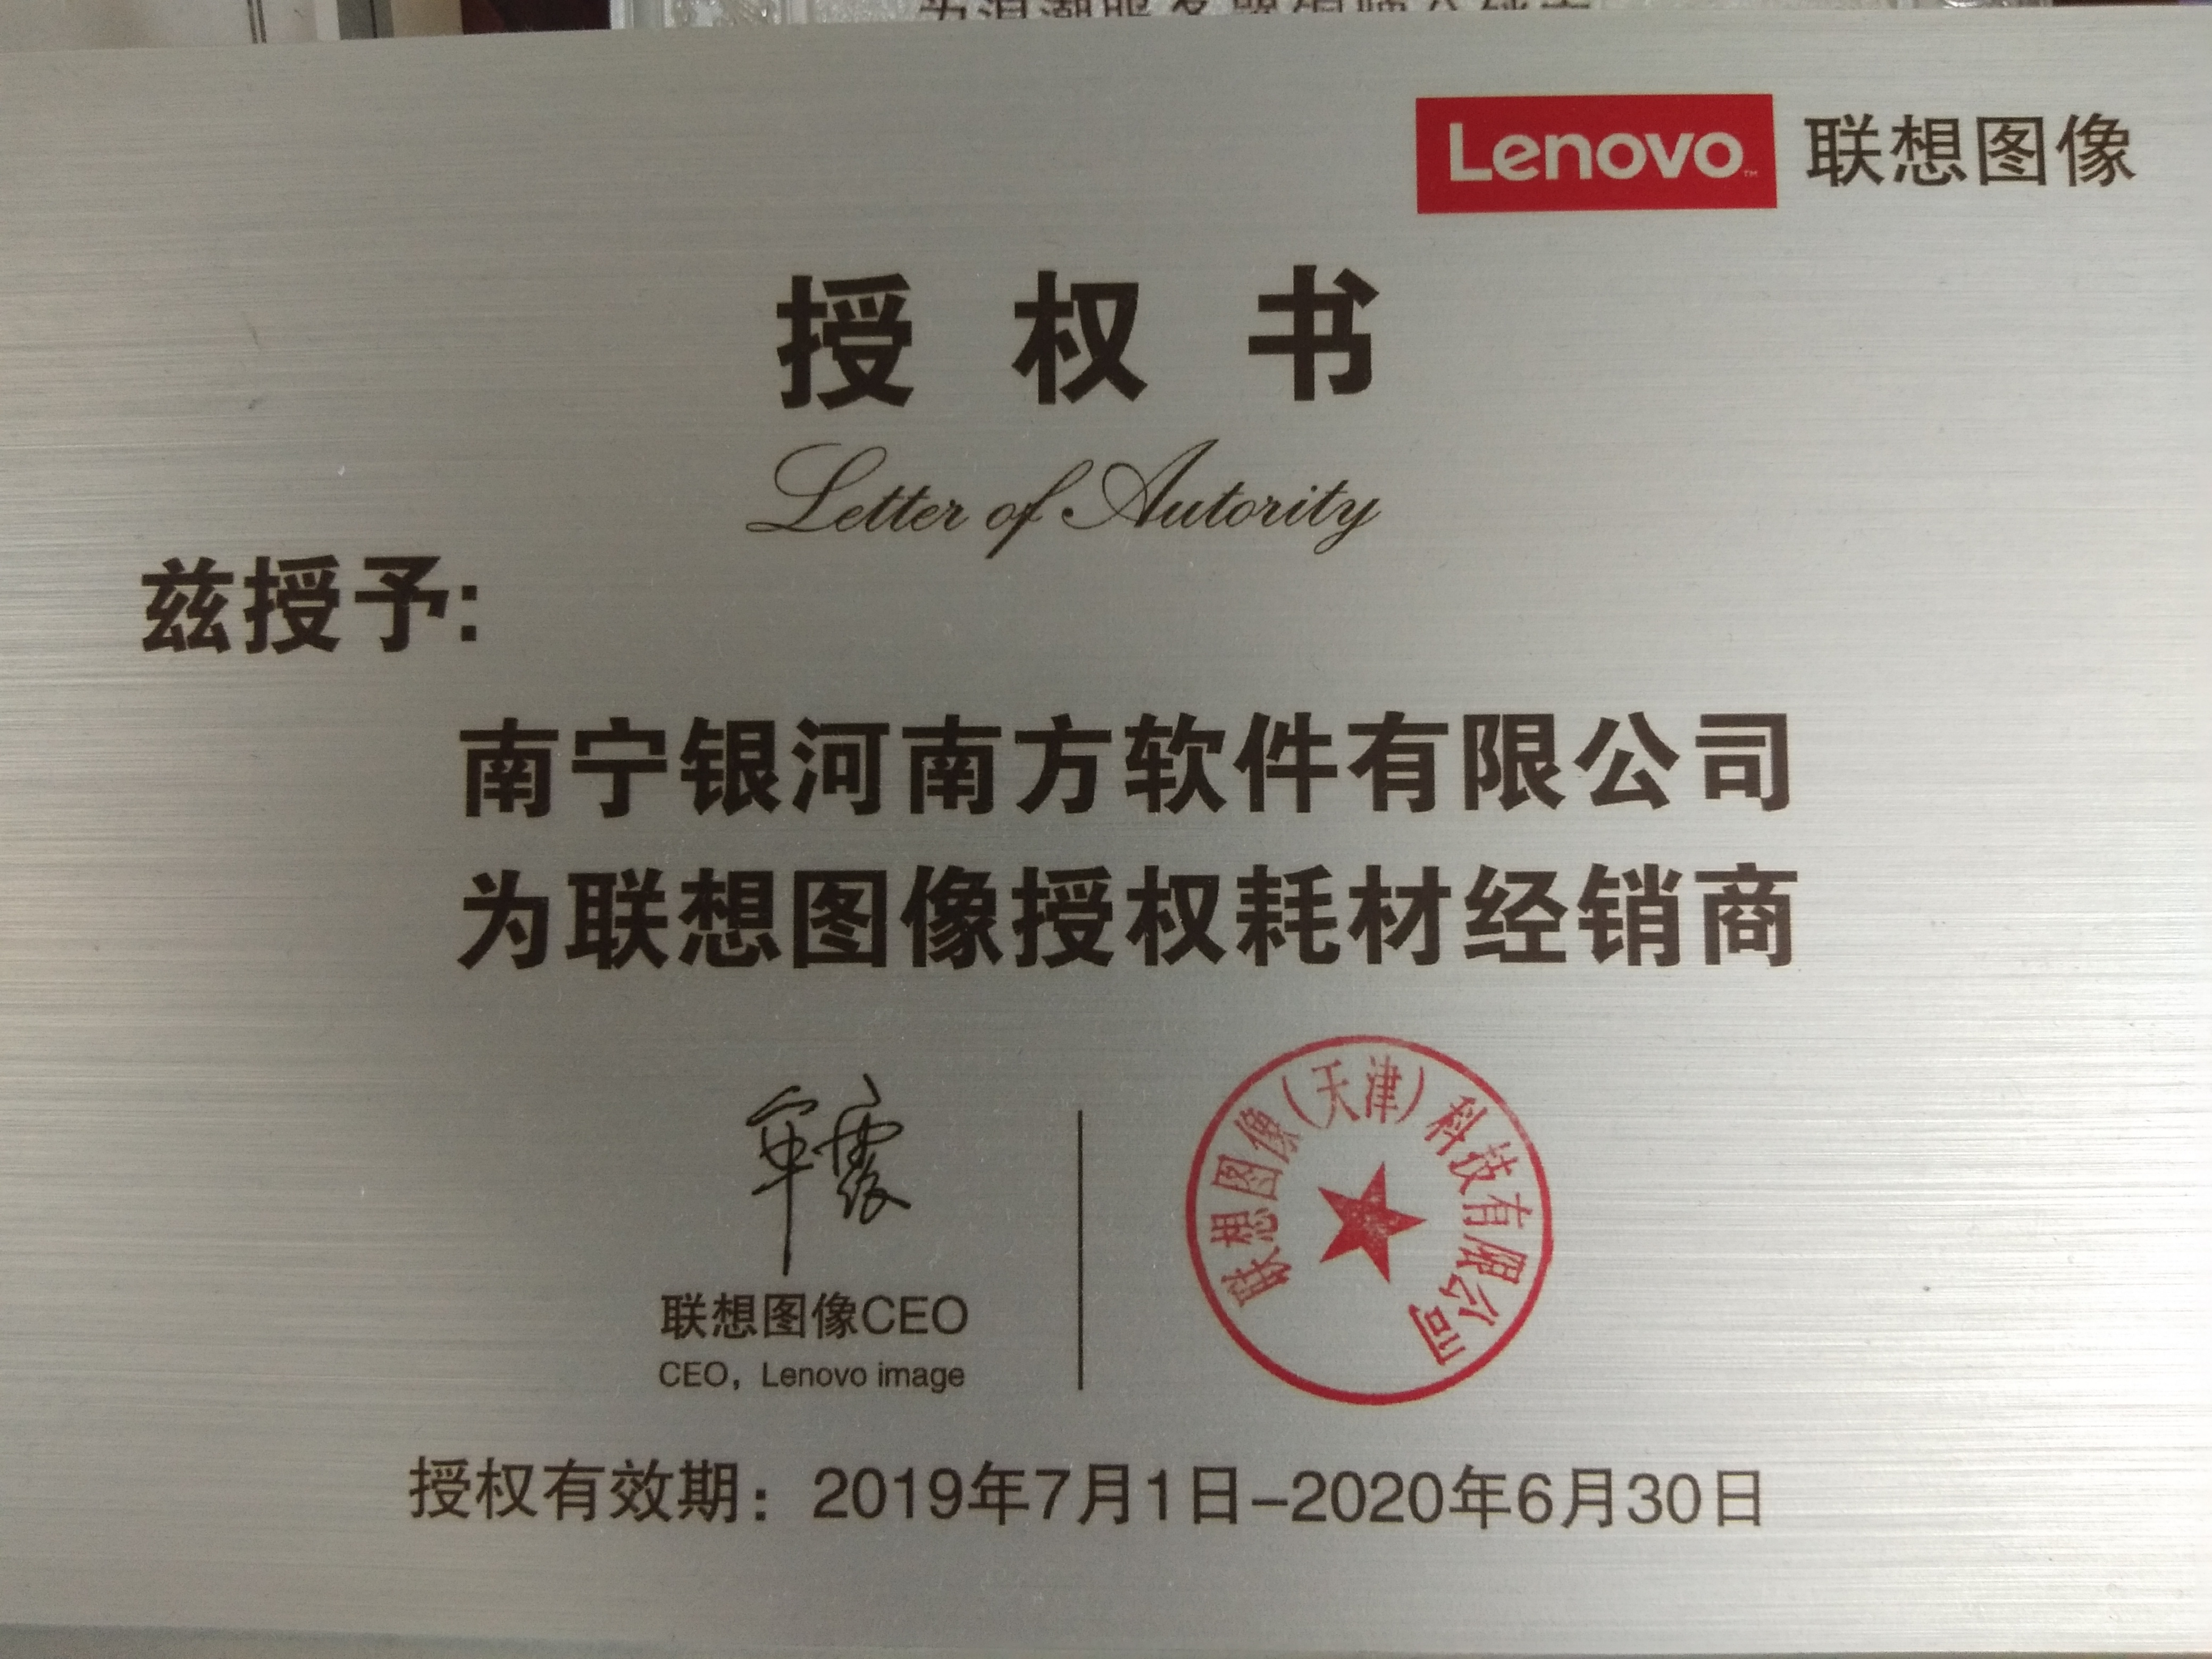 Lenovo™ 联想图像
授权书
Letter of Autority
兹授予:
南宁银河南方软件有限公司
为联想图像授权耗材经销商
联想图像(天津)科技有限公司
联想图像CEO
CEO, Lenovo image
授权有效期: 2019年7月1日–2020年6月30日